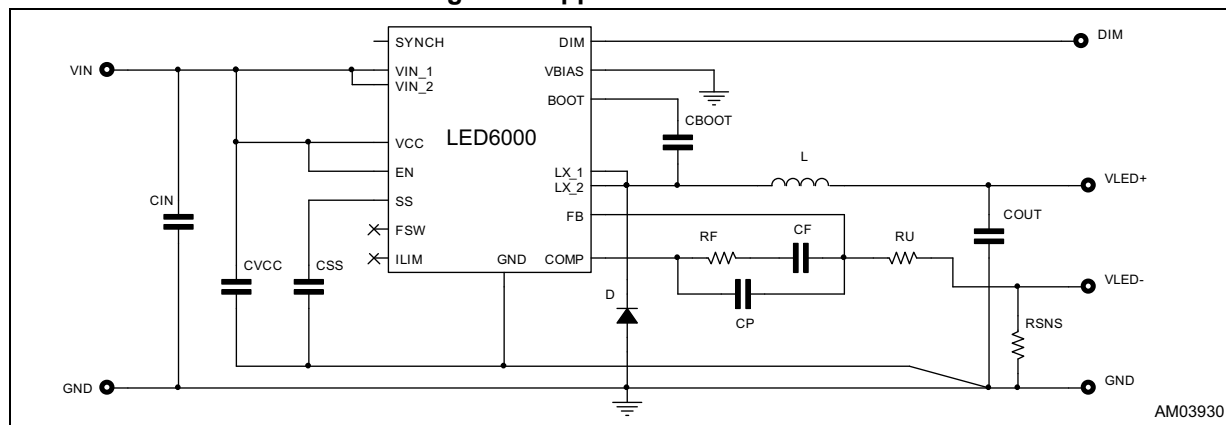 SYNCH
DIM
DIM
VIN
VIN_1
VBIAS
VIN_2
BOOT
CBOOT
LED6000
VCC
L
EN
LX_1
LX_2
VLED+
SS
CIN
FB
COUT
FSW
RF
CF
RU
ILIM
GND
COMP
CVCC
CSS
D
CP
VLED-
RSNS
GND
GND
AM03930